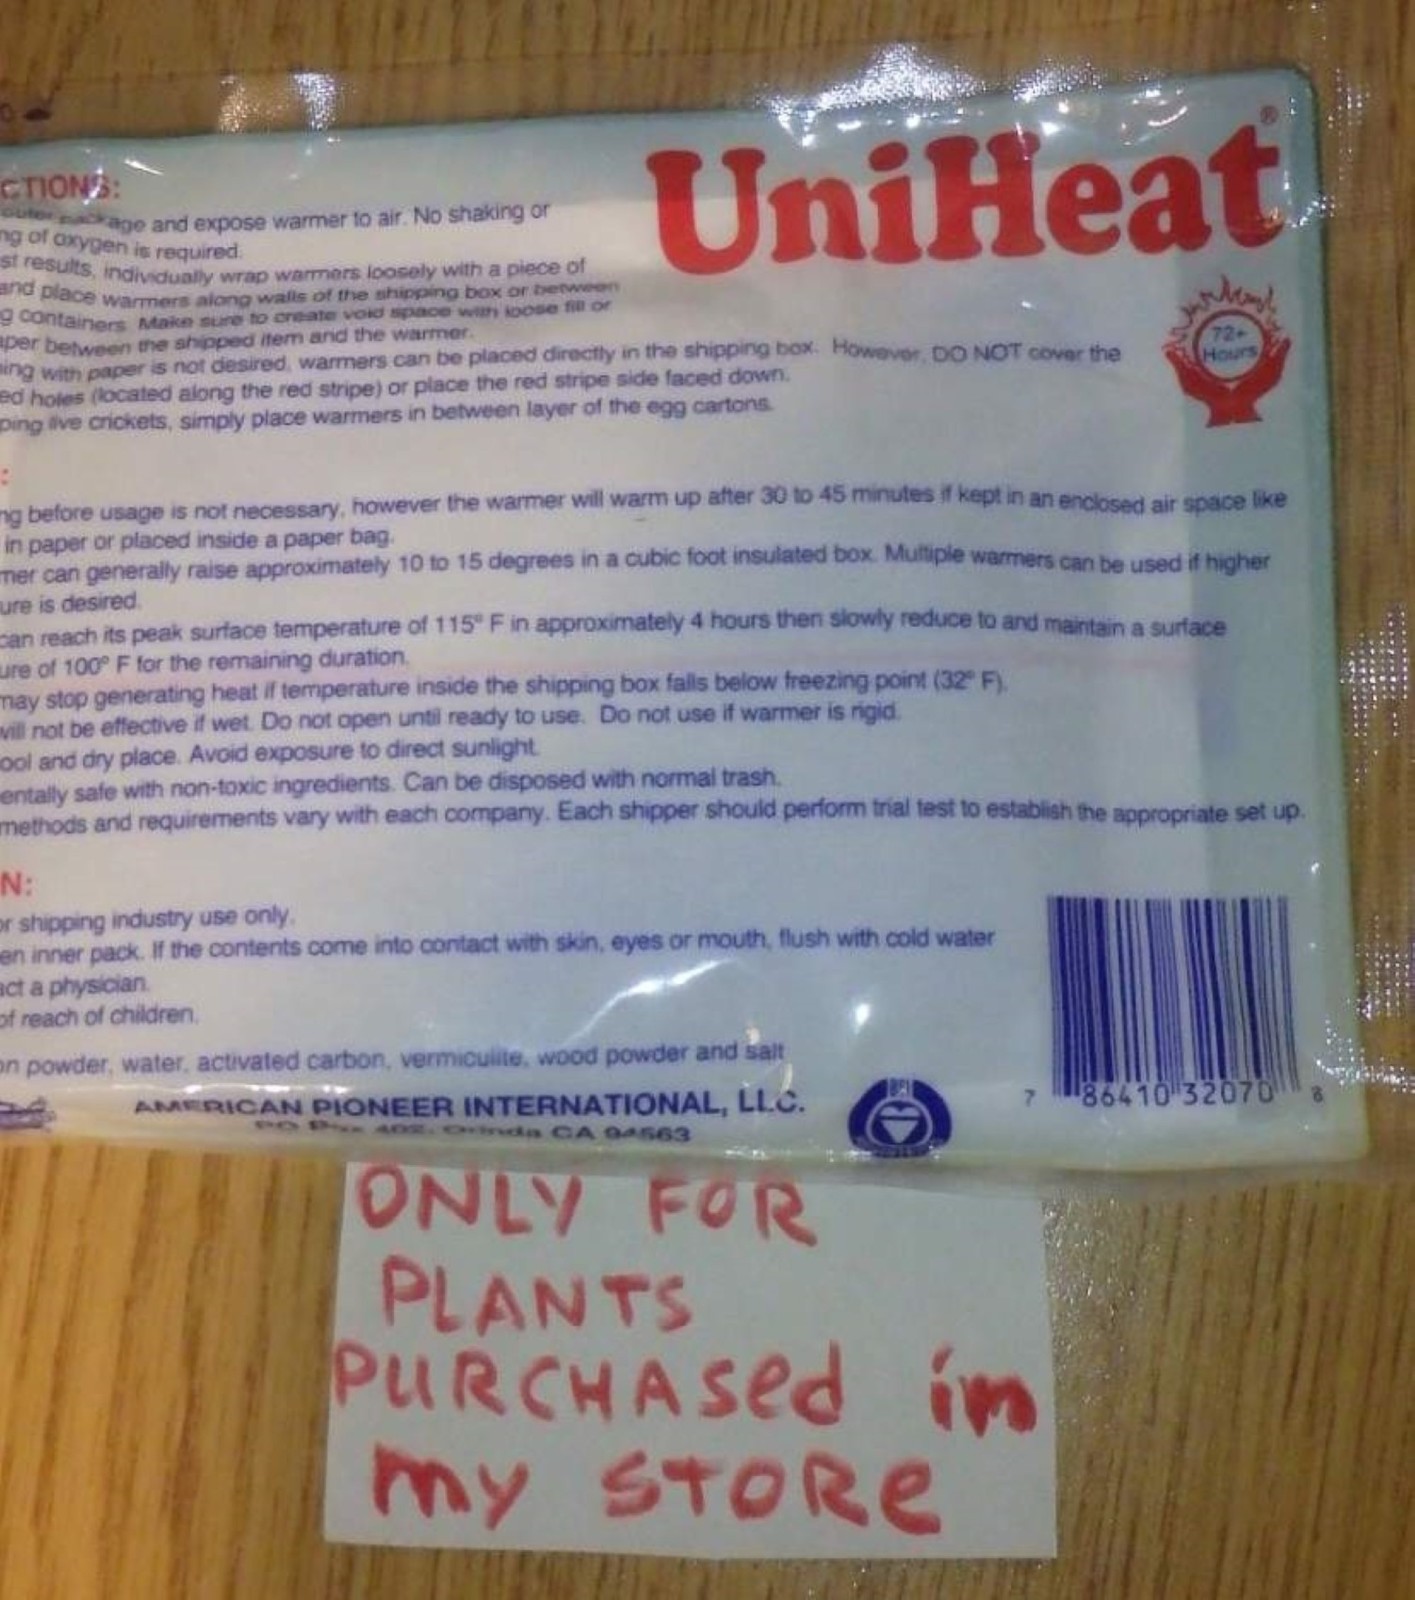 UniHeat®
CTIONS:
outer package and expose warmer to air. No shaking or
ng of oxygen is required.
st results, individually wrap warmers loosely with a piece of
and place warmers along walls of the shipping box or between
g containers. Make sure to create void space with loose fill or
aper between the shipped item and the warmer.
ing with paper is not desired, warmers can be placed directly in the shipping box. However, DO NOT cover the
ed holes (located along the red stripe) or place the red stripe side faced down.
ping live crickets, simply place warmers in between layer of the egg cartons.
72+
Hours
:
ng before usage is not necessary, however the warmer will warm up after 30 to 45 minutes if kept in an enclosed air space like
in paper or placed inside a paper bag.
mer can generally raise approximately 10 to 15 degrees in a cubic foot insulated box. Multiple warmers can be used if higher
ure is desired.
can reach its peak surface temperature of 115° F in approximately 4 hours then slowly reduce to and maintain a surface
ure of 100° F for the remaining duration.
may stop generating heat if temperature inside the shipping box falls below freezing point (32° F).
will not be effective if wet. Do not open until ready to use. Do not use if warmer is rigid.
ool and dry place. Avoid exposure to direct sunlight.
entally safe with non-toxic ingredients. Can be disposed with normal trash.
methods and requirements vary with each company. Each shipper should perform trial test to establish the appropriate set up.
N:
or shipping industry use only.
en inner pack. If the contents come into contact with skin, eyes or mouth, flush with cold water
act a physician.
of reach of children.
on powder, water, activated carbon, vermiculite, wood powder and salt
AMERICAN PIONEER INTERNATIONAL, LLC.
PO Box 402, Orinda CA 94563
7 86410 32070 8
ONLY FOR
PLANTS
PURCHASed in
my STORe